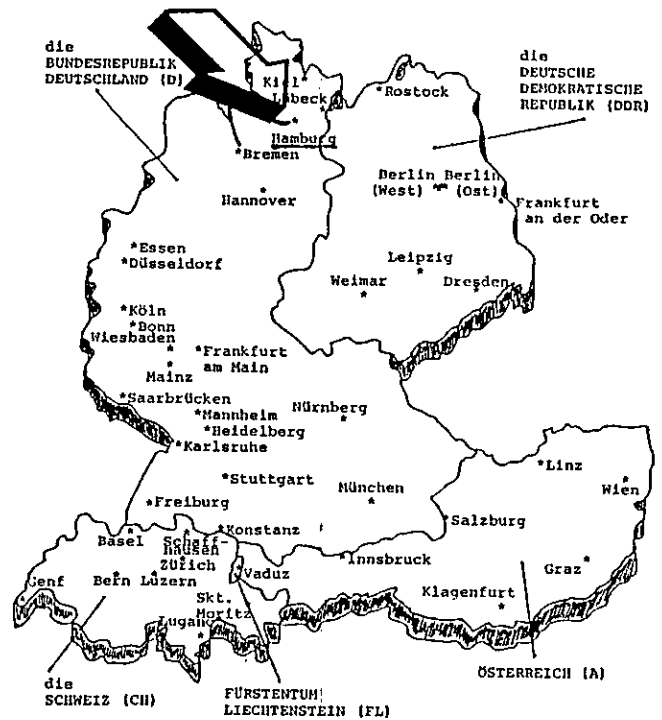 die
BUNDESREPUBLIK
DEUTSCHLAND (D)
die
DEUTSCHE
DEMOKRATISCHE
REPUBLIK (DDR)
Kiel
Lübeck
*Rostock
Hamburg
*Bremen
Hannover
Berlin Berlin
(West) (Ost)
*Frankfurt
an der Oder
*Essen
*Düsseldorf
Leipzig
Weimar
Dresden
*Köln
*Bonn
Wiesbaden
*Frankfurt
am Main
Mainz
*Saarbrücken
*Mannheim
Nürnberg
*Heidelberg
*Karlsruhe
*Stuttgart
München
*Freiburg
*Linz
Wien
*Konstanz
*Salzburg
Basel
Schaff-
hausen
Zürich
*Innsbruck
Graz
Genf
Bern
Luzern
*Vaduz
Klagenfurt
Skt.
Moritz
Lugano
die
SCHWEIZ (CH)
FÜRSTENTUM
LIECHTENSTEIN (FL)
ÖSTERREICH (A)